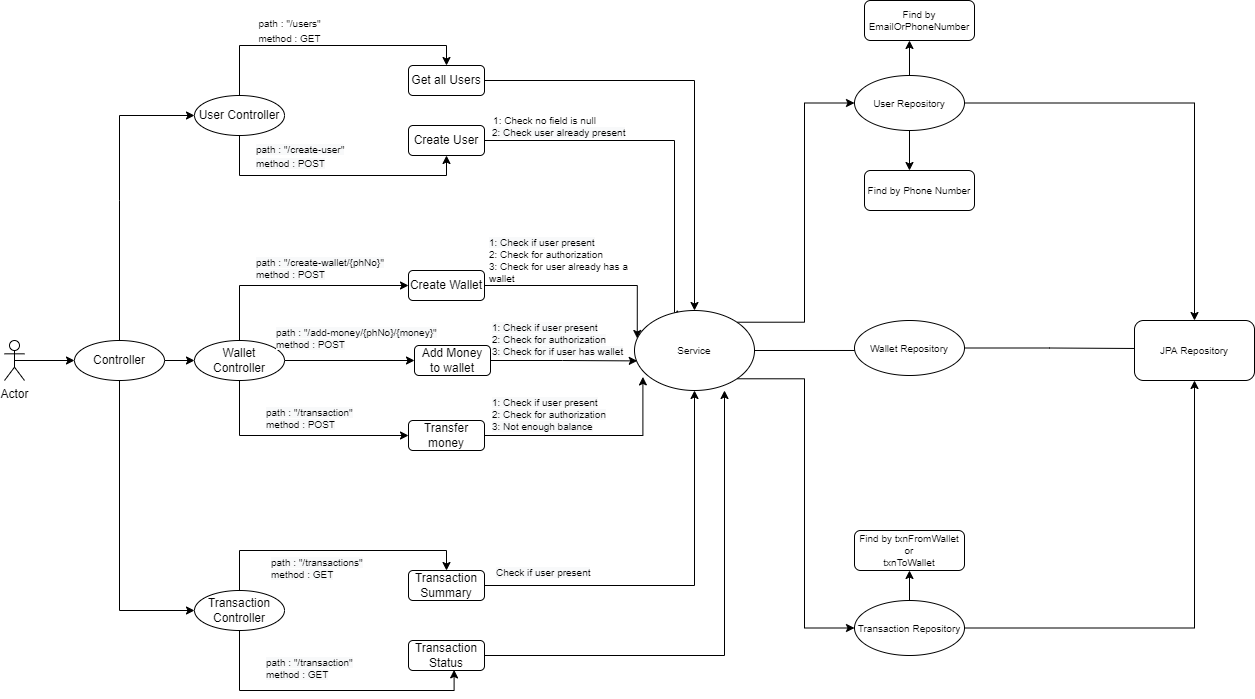 path : "/users"
method : GET
Get all Users
User Controller
1: Check no field is null
2: Check user already present
Create User
path : "/create-user"
method : POST
Find by
EmailOrPhoneNumber
User Repository
Find by Phone Number
1: Check if user present
2: Check for authorization
3: Check for user already has a
wallet
path : "/create-wallet/{phNo}"
method : POST
Create Wallet
path : "/add-money/{phNo}/{money}"
method : POST
1: Check if user present
2: Check for authorization
3: Check for if user has wallet
Actor
Controller
Wallet
Controller
Add Money
to wallet
Service
Wallet Repository
JPA Repository
path : "/transaction"
method : POST
Transfer
money
1: Check if user present
2: Check for authorization
3: Not enough balance
path : "/transactions"
method : GET
Transaction
Summary
Check if user present
Transaction
Controller
path : "/transaction"
method : GET
Transaction
Status
Find by txnFromWallet
or
txnToWallet
Transaction Repository